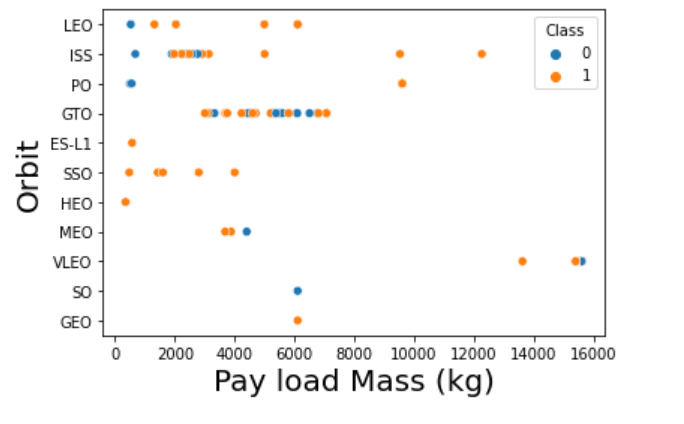 Class
0
1
LEO
ISS
PO
GTO
ES-L1
SSO
HEO
MEO
VLEO
SO
GEO
Orbit
0 2000 4000 6000 8000 10000 12000 14000 16000
Pay load Mass (kg)